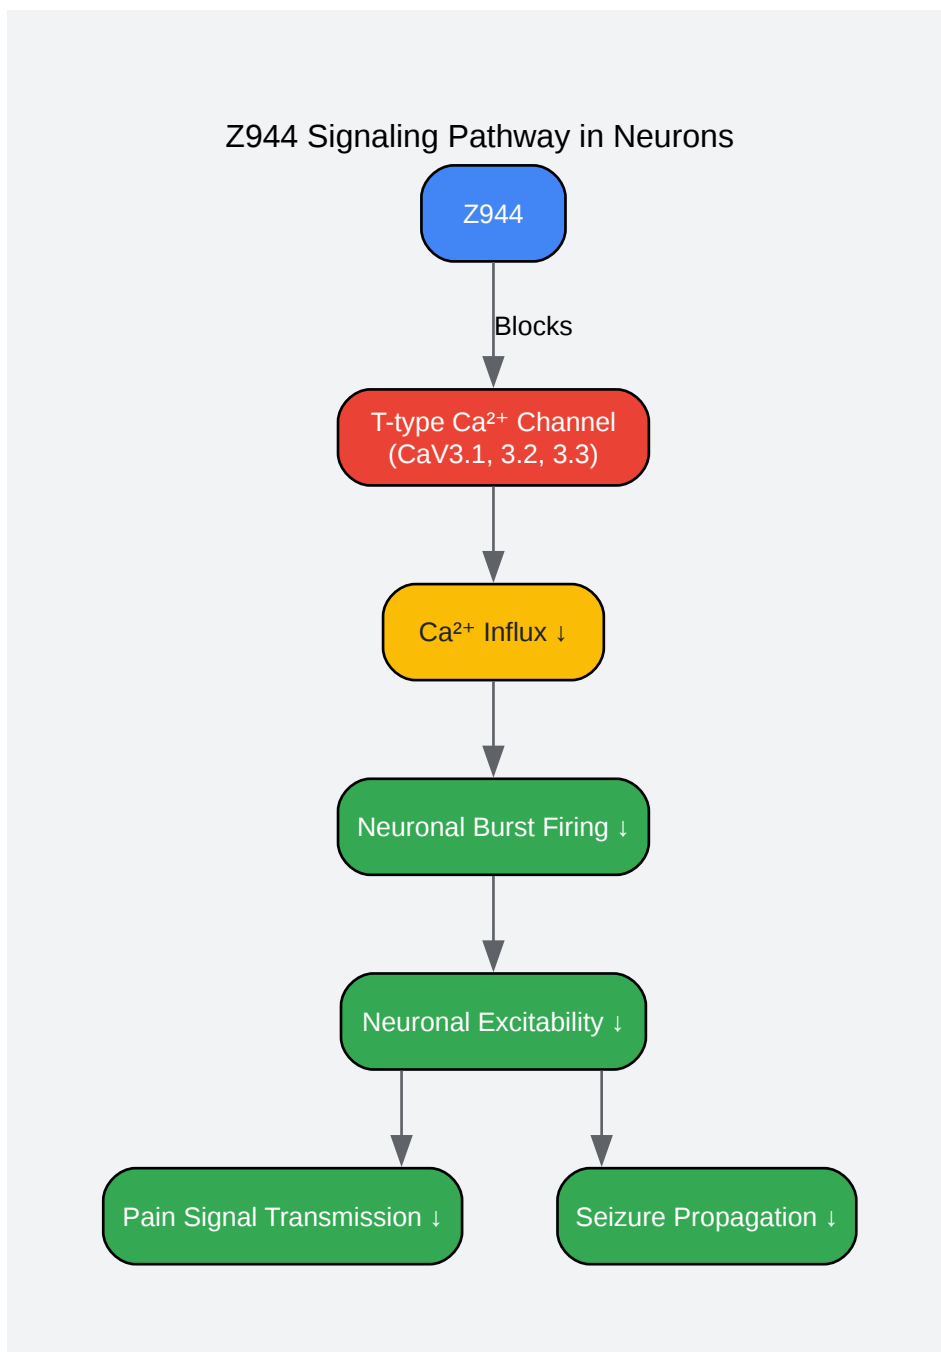 Z944 Signaling Pathway in Neurons
Z944
Blocks
T-type Ca²⁺ Channel
(CaV3.1, 3.2, 3.3)
Ca²⁺ Influx ↓
Neuronal Burst Firing ↓
Neuronal Excitability ↓
Pain Signal Transmission ↓
Seizure Propagation ↓